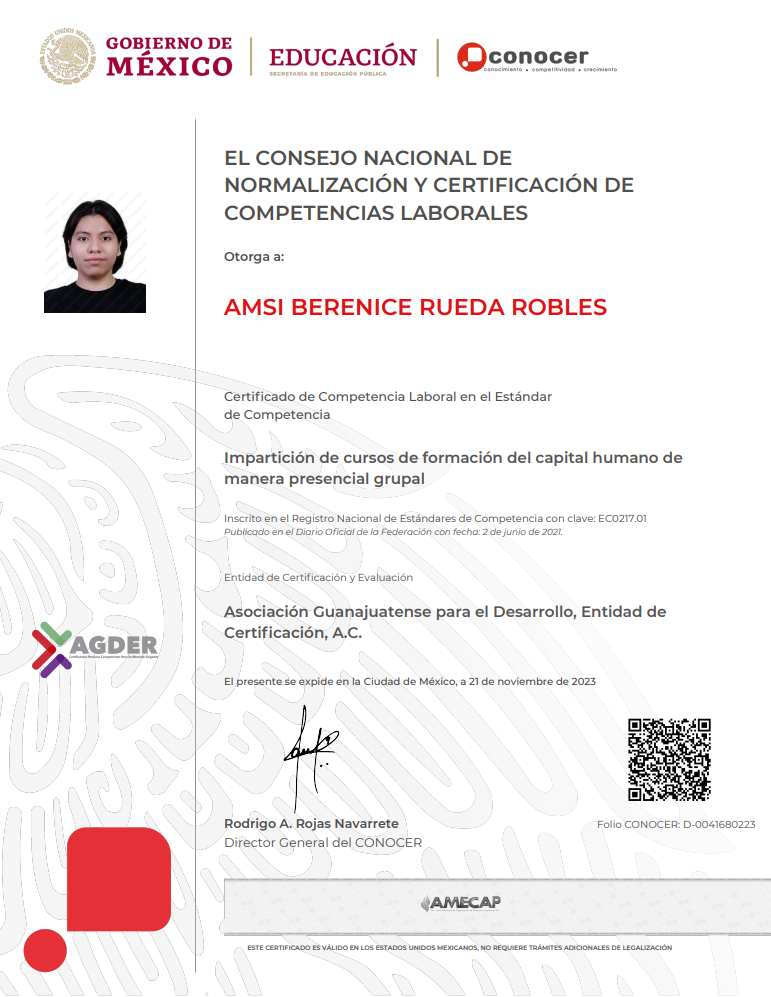 GOBIERNO DE
MÉXICO
EDUCACIÓN
SECRETARÍA DE EDUCACIÓN PÚBLICA
conocer
conocimiento • competitividad • crecimiento
EL CONSEJO NACIONAL DE
NORMALIZACIÓN Y CERTIFICACIÓN DE
COMPETENCIAS LABORALES
Otorga a:
AMSI BERENICE RUEDA ROBLES
Certificado de Competencia Laboral en el Estándar
de Competencia
Impartición de cursos de formación del capital humano de
manera presencial grupal
Inscrito en el Registro Nacional de Estándares de Competencia con clave: EC0217.01
Publicado en el Diario Oficial de la Federación con fecha: 2 de junio de 2021.
Entidad de Certificación y Evaluación
Asociación Guanajuatense para el Desarrollo, Entidad de
Certificación, A.C.
AGDER
El presente se expide en la Ciudad de México, a 21 de noviembre de 2023
Rodrigo A. Rojas Navarrete
Director General del CONOCER
Folio CONOCER: D-0041680223
AMECAP
ESTE CERTIFICADO ES VÁLIDO EN LOS ESTADOS UNIDOS MEXICANOS, NO REQUIERE TRÁMITES ADICIONALES DE LEGALIZACIÓN